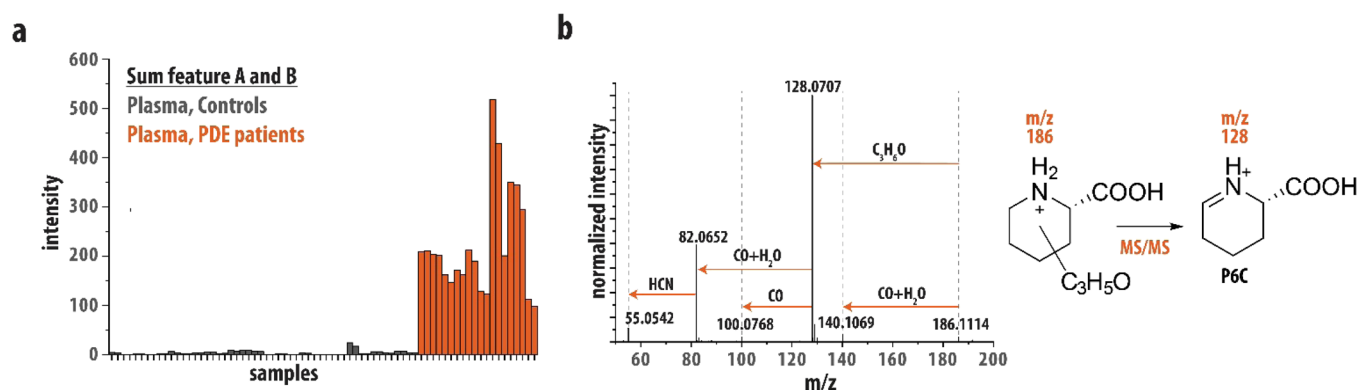 a
Sum feature A and B
Plasma, Controls
Plasma, PDE patients
600
500
400
300
200
100
0
intensity
samples
b
normalized intensity
128.0707
C3H6O
82.0652
CO+H2O
HCN
CO
CO+H2O
55.0542
100.0768
140.1069
186.1114
60
80
100
120
140
160
180
200
m/z
m/z
186
H2
N
+
COOH
C3H5O
MS/MS
m/z
128
H
N
+
COOH
P6C